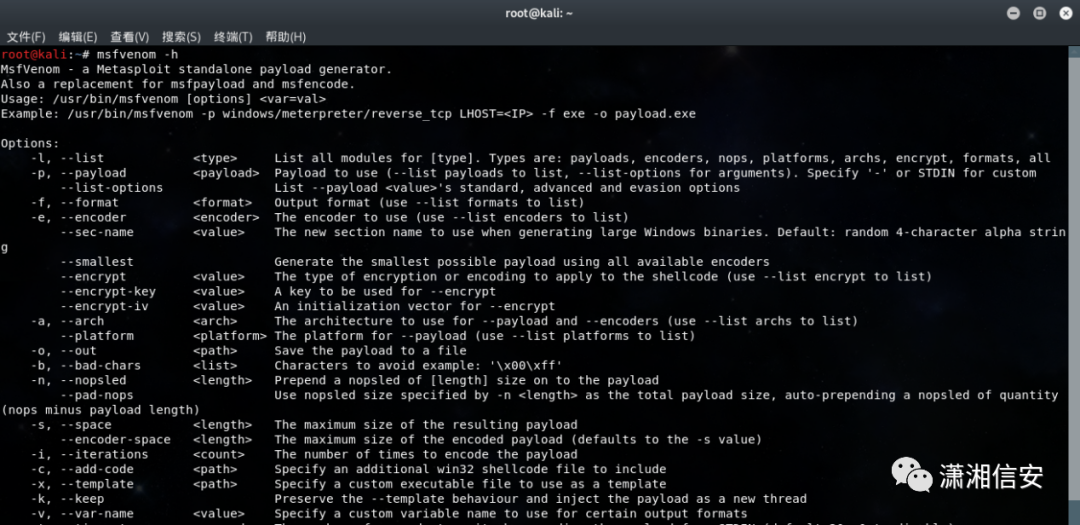 root@kali: ~
文件(F) 编辑(E) 查看(V) 搜索(S) 终端(T) 帮助(H)
root@kali:~# msfvenom -h
MsfVenom - a Metasploit standalone payload generator.
Also a replacement for msfpayload and msfencode.
Usage: /usr/bin/msfvenom [options] <var=val>
Example: /usr/bin/msfvenom -p windows/meterpreter/reverse_tcp LHOST=<IP> -f exe -o payload.exe
Options:
-l, --list <type> List all modules for [type]. Types are: payloads, encoders, nops, platforms, archs, encrypt, formats, all
-p, --payload <payload> Payload to use (--list payloads to list, --list-options for arguments). Specify '-' or STDIN for custom
--list-options List --payload <value>'s standard, advanced and evasion options
-f, --format <format> Output format (use --list formats to list)
-e, --encoder <encoder> The encoder to use (use --list encoders to list)
--sec-name <value> The new section name to use when generating large Windows binaries. Default: random 4-character alpha strin
g
--smallest Generate the smallest possible payload using all available encoders
--encrypt <value> The type of encryption or encoding to apply to the shellcode (use --list encrypt to list)
--encrypt-key <value> A key to be used for --encrypt
--encrypt-iv <value> An initialization vector for --encrypt
-a, --arch <arch> The architecture to use for --payload and --encoders (use --list archs to list)
--platform <platform> The platform for --payload (use --list platforms to list)
-o, --out <path> Save the payload to a file
-b, --bad-chars <list> Characters to avoid example: '\x00\xff'
-n, --nopsled <length> Prepend a nopsled of [length] size on to the payload
--pad-nops Use nopsled size specified by -n <length> as the total payload size, auto-prepending a nopsled of quantity
(nops minus payload length)
-s, --space <length> The maximum size of the resulting payload
--encoder-space <length> The maximum size of the encoded payload (defaults to the -s value)
-i, --iterations <count> The number of times to encode the payload
-c, --add-code <path> Specify an additional win32 shellcode file to include
-x, --template <path> Specify a custom executable file to use as a template
-k, --keep Preserve the --template behaviour and inject the payload as a new thread
-v, --var-name <value> Specify a custom variable name to use for certain output formats
潇湘信安